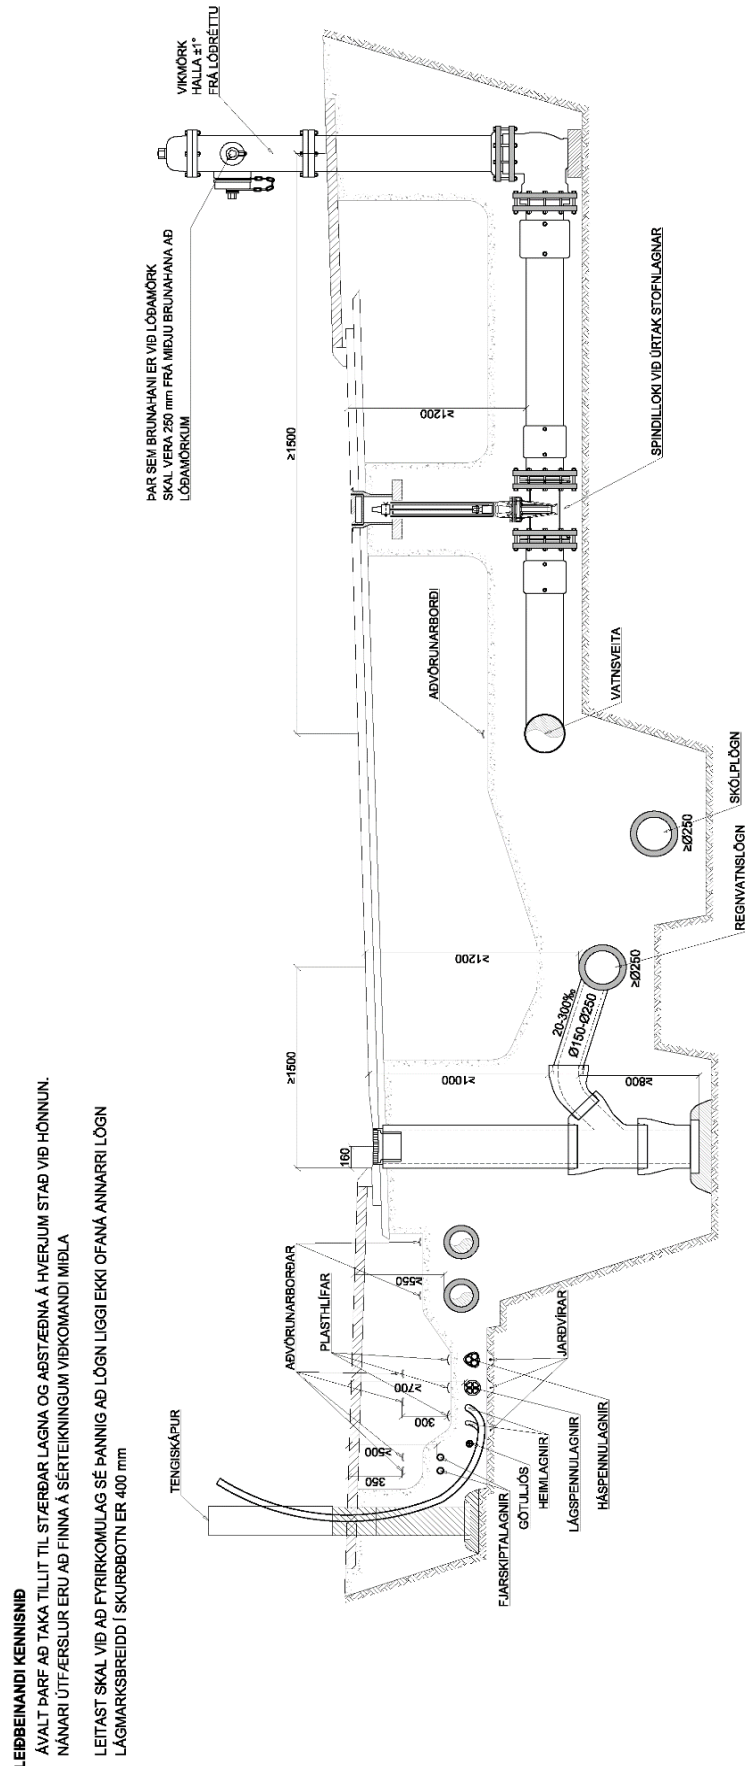 LEIÐBEINANDI KENNISNIÐ
ÁVALT ÞARF AÐ TAKA TILLIT TIL STÆRÐAR LAGNA OG AÐSTÆÐNA Á HVERJUM STAÐ VIÐ HÖNNUN.
NÁNARI ÚTFÆRSLUR ERU AÐ FINNA Á SÉRTEIKNINGUM VIÐKOMANDI MIÐLA
LEITAST SKAL VIÐ AÐ FYRIRKOMULAG SÉ ÞANNIG AÐ LÖGN LIGGI EKKI OFANÁ ANNARRI LÖGN
LÁGMARKSBREIDD Í SKURÐBOTN ER 400 mm
TENGISKÁPUR
AÐVÖRUNARBORÐAR
PLASTHLÍFAR
350
≥500
300
≥700
≥550
FJARSKIPTALAGNIR
GÖTULJÓS
HEIMLAGNIR
LÁGSPENNULAGNIR
HÁSPENNULAGNIR
JARÐVÍRAR
160
≥1500
≥1000
≥800
20-300‰
Ø150-Ø250
≥1200
≥Ø250
REGNVATNSLÖGN
≥Ø250
SKÓLPLÖGN
AÐVÖRUNARBORÐI
VATNSVEITA
≥1500
≥1200
SPINDILLOKI VIÐ ÚRTAK STOFNLAGNAR
ÞAR SEM BRUNAHANI ER VIÐ LÓÐAMÖRK
SKAL VERA 250 mm FRÁ MIÐJU BRUNAHANA AÐ
LÓÐAMÖRKUM
VIKMÖRK
HALLA ±1°
FRÁ LÓÐRÉTTU